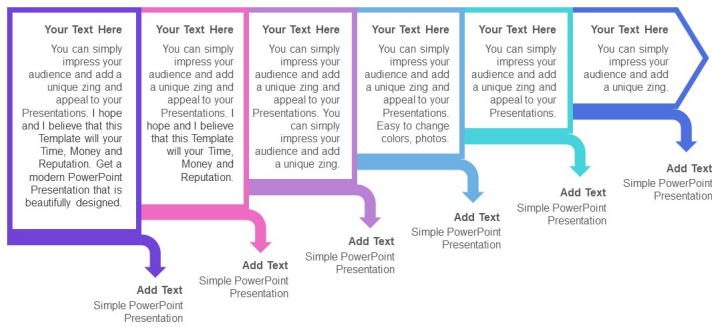 Your Text Here
You can simply
impress your
audience and add a
unique zing and
appeal to your
Presentations. I hope
and I believe that this
Template will your
Time, Money and
Reputation. Get a
modern PowerPoint
Presentation that is
beautifully designed.
Your Text Here
You can simply
impress your
audience and add
a unique zing and
appeal to your
Presentations. I
hope and I believe
that this Template
will your Time,
Money and
Reputation.
Your Text Here
You can simply
impress your
audience and add
a unique zing and
appeal to your
Presentations. You
can simply
impress your
audience and add
a unique zing.
Your Text Here
You can simply
impress your
audience and add
a unique zing and
appeal to your
Presentations.
Easy to change
colors, photos.
Your Text Here
You can simply
impress your
audience and add
a unique zing and
appeal to your
Presentations.
Your Text Here
You can simply
impress your
audience and add
a unique zing.
Add Text
Simple PowerPoint
Presentation
Add Text
Simple PowerPoint
Presentation
Add Text
Simple PowerPoint
Presentation
Add Text
Simple PowerPoint
Presentation
Add Text
Simple PowerPoint
Presentation
Add Text
Simple PowerPoint
Presentation